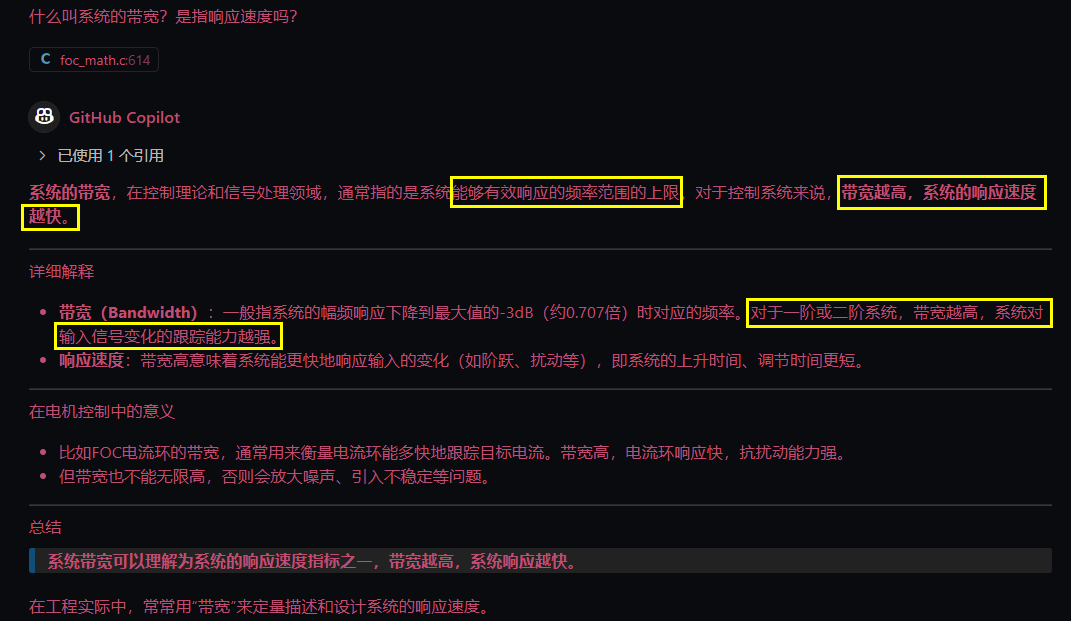 什么叫系统的带宽？是指响应速度吗？
C foc_math.c:614
GitHub Copilot
> 已使用 1 个引用
系统的带宽，在控制理论和信号处理领域，通常指的是系统能够有效响应的频率范围的上限。对于控制系统来说，带宽越高，系统的响应速度
越快。
详细解释
• 带宽（Bandwidth）：一般指系统的幅频响应下降到最大值的-3dB（约0.707倍）时对应的频率。对于一阶或二阶系统，带宽越高，系统对
输入信号变化的跟踪能力越强。
• 响应速度：带宽高意味着系统能更快地响应输入的变化（如阶跃、扰动等），即系统的上升时间、调节时间更短。
在电机控制中的意义
• 比如FOC电流环的带宽，通常用来衡量电流环能多快地跟踪目标电流。带宽高，电流环响应快，抗扰动能力强。
• 但带宽也不能无限高，否则会放大噪声、引入不稳定等问题。
总结
系统带宽可以理解为系统的响应速度指标之一，带宽越高，系统响应越快。
在工程实际中，常常用“带宽”来定量描述和设计系统的响应速度。